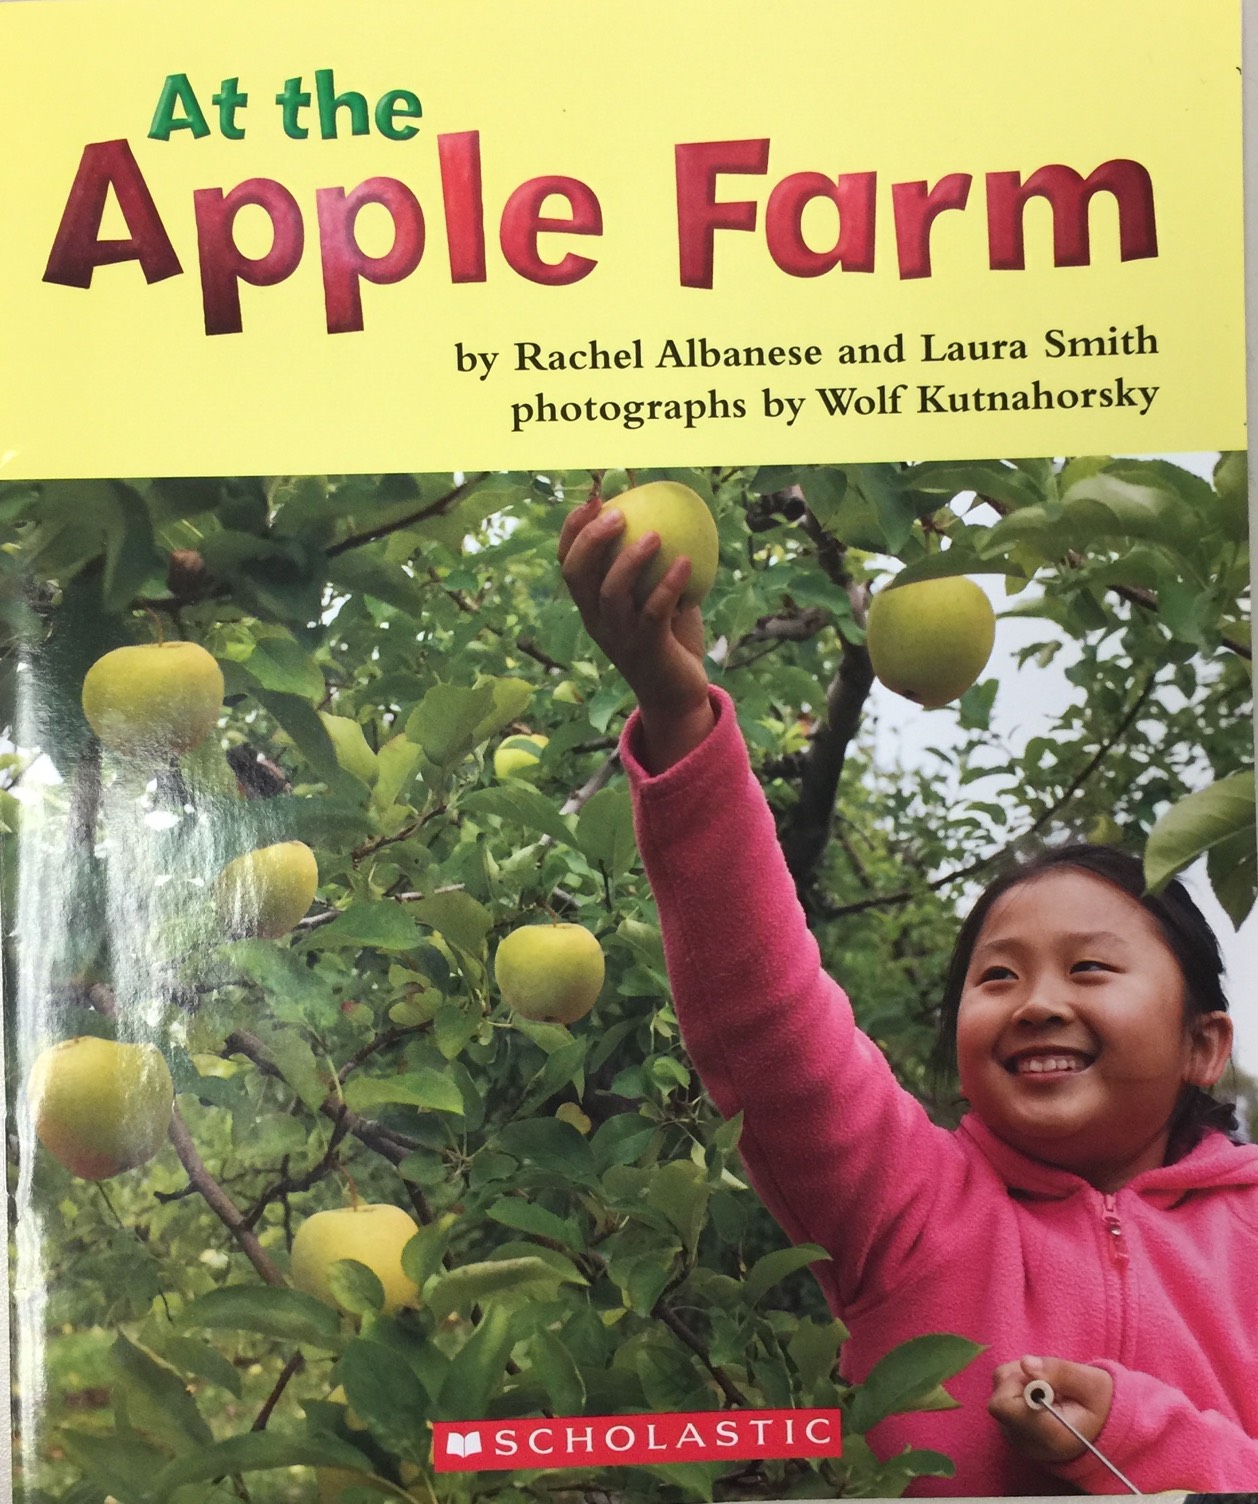 At the
Apple Farm
by Rachel Albanese and Laura Smith
photographs by Wolf Kutnahorsky
SCHOLASTIC